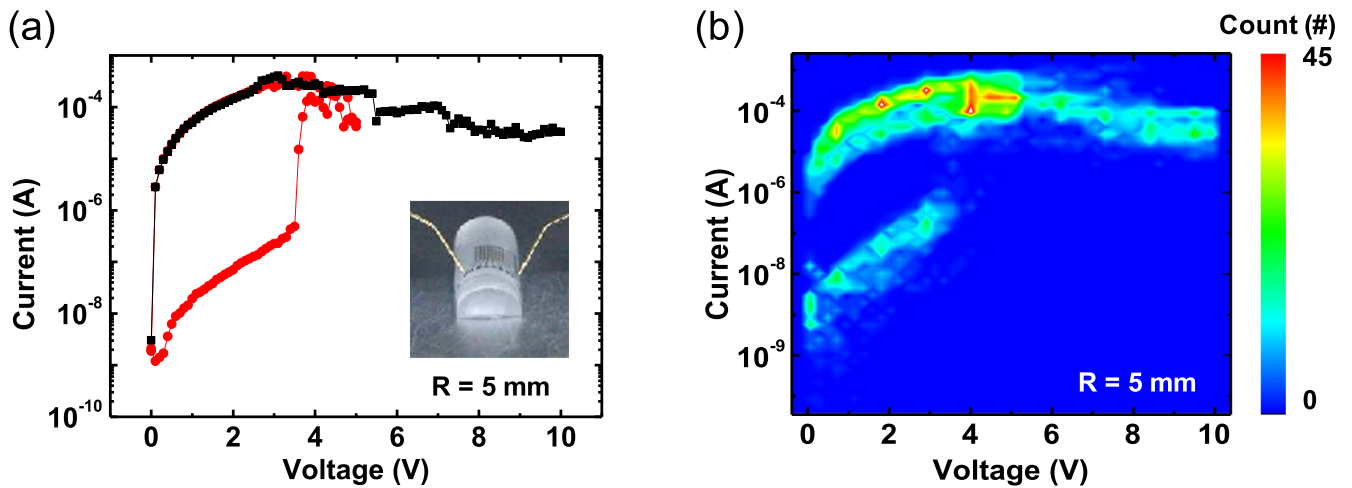 (a)
Current (A)
10⁻⁴
10⁻⁶
10⁻⁸
10⁻¹⁰
0 2 4 6 8 10
Voltage (V)
R = 5 mm
(b)
Current (A)
10⁻⁴
10⁻⁶
10⁻⁸
10⁻⁹
0 2 4 6 8 10
Voltage (V)
R = 5 mm
Count (#)
45
0